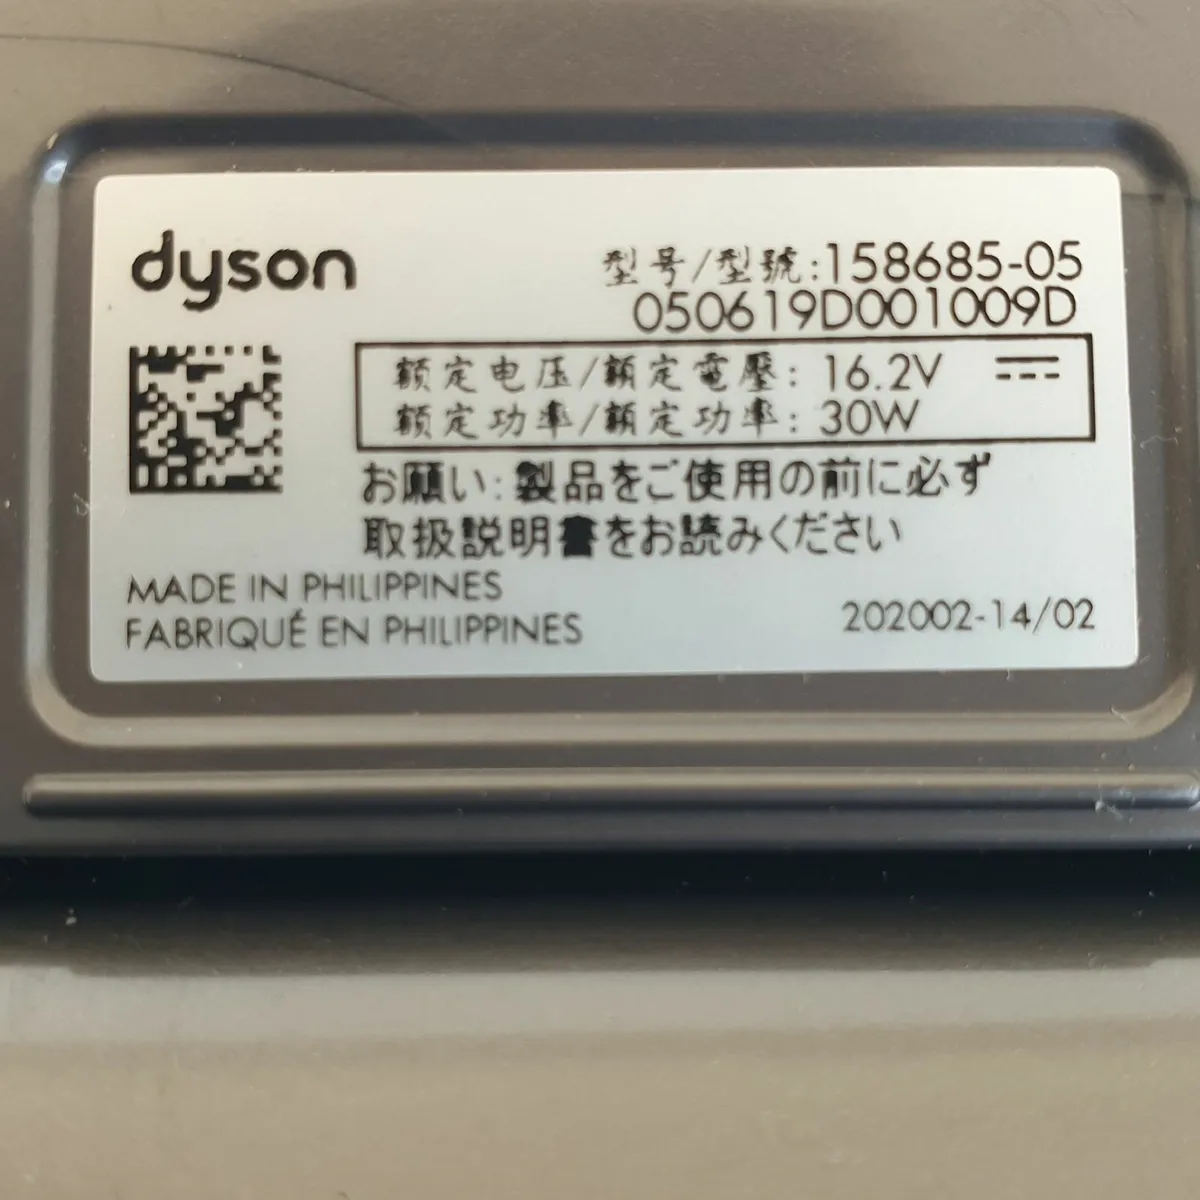 dyson
型号/型號:158685-05
050619D001009D
额定电压/額定電壓: 16.2V
额定功率/額定功率: 30W
お願い:製品をご使用の前に必ず
取扱説明書をお読みください
MADE IN PHILIPPINES
FABRIQUÉ EN PHILIPPINES
202002-14/02